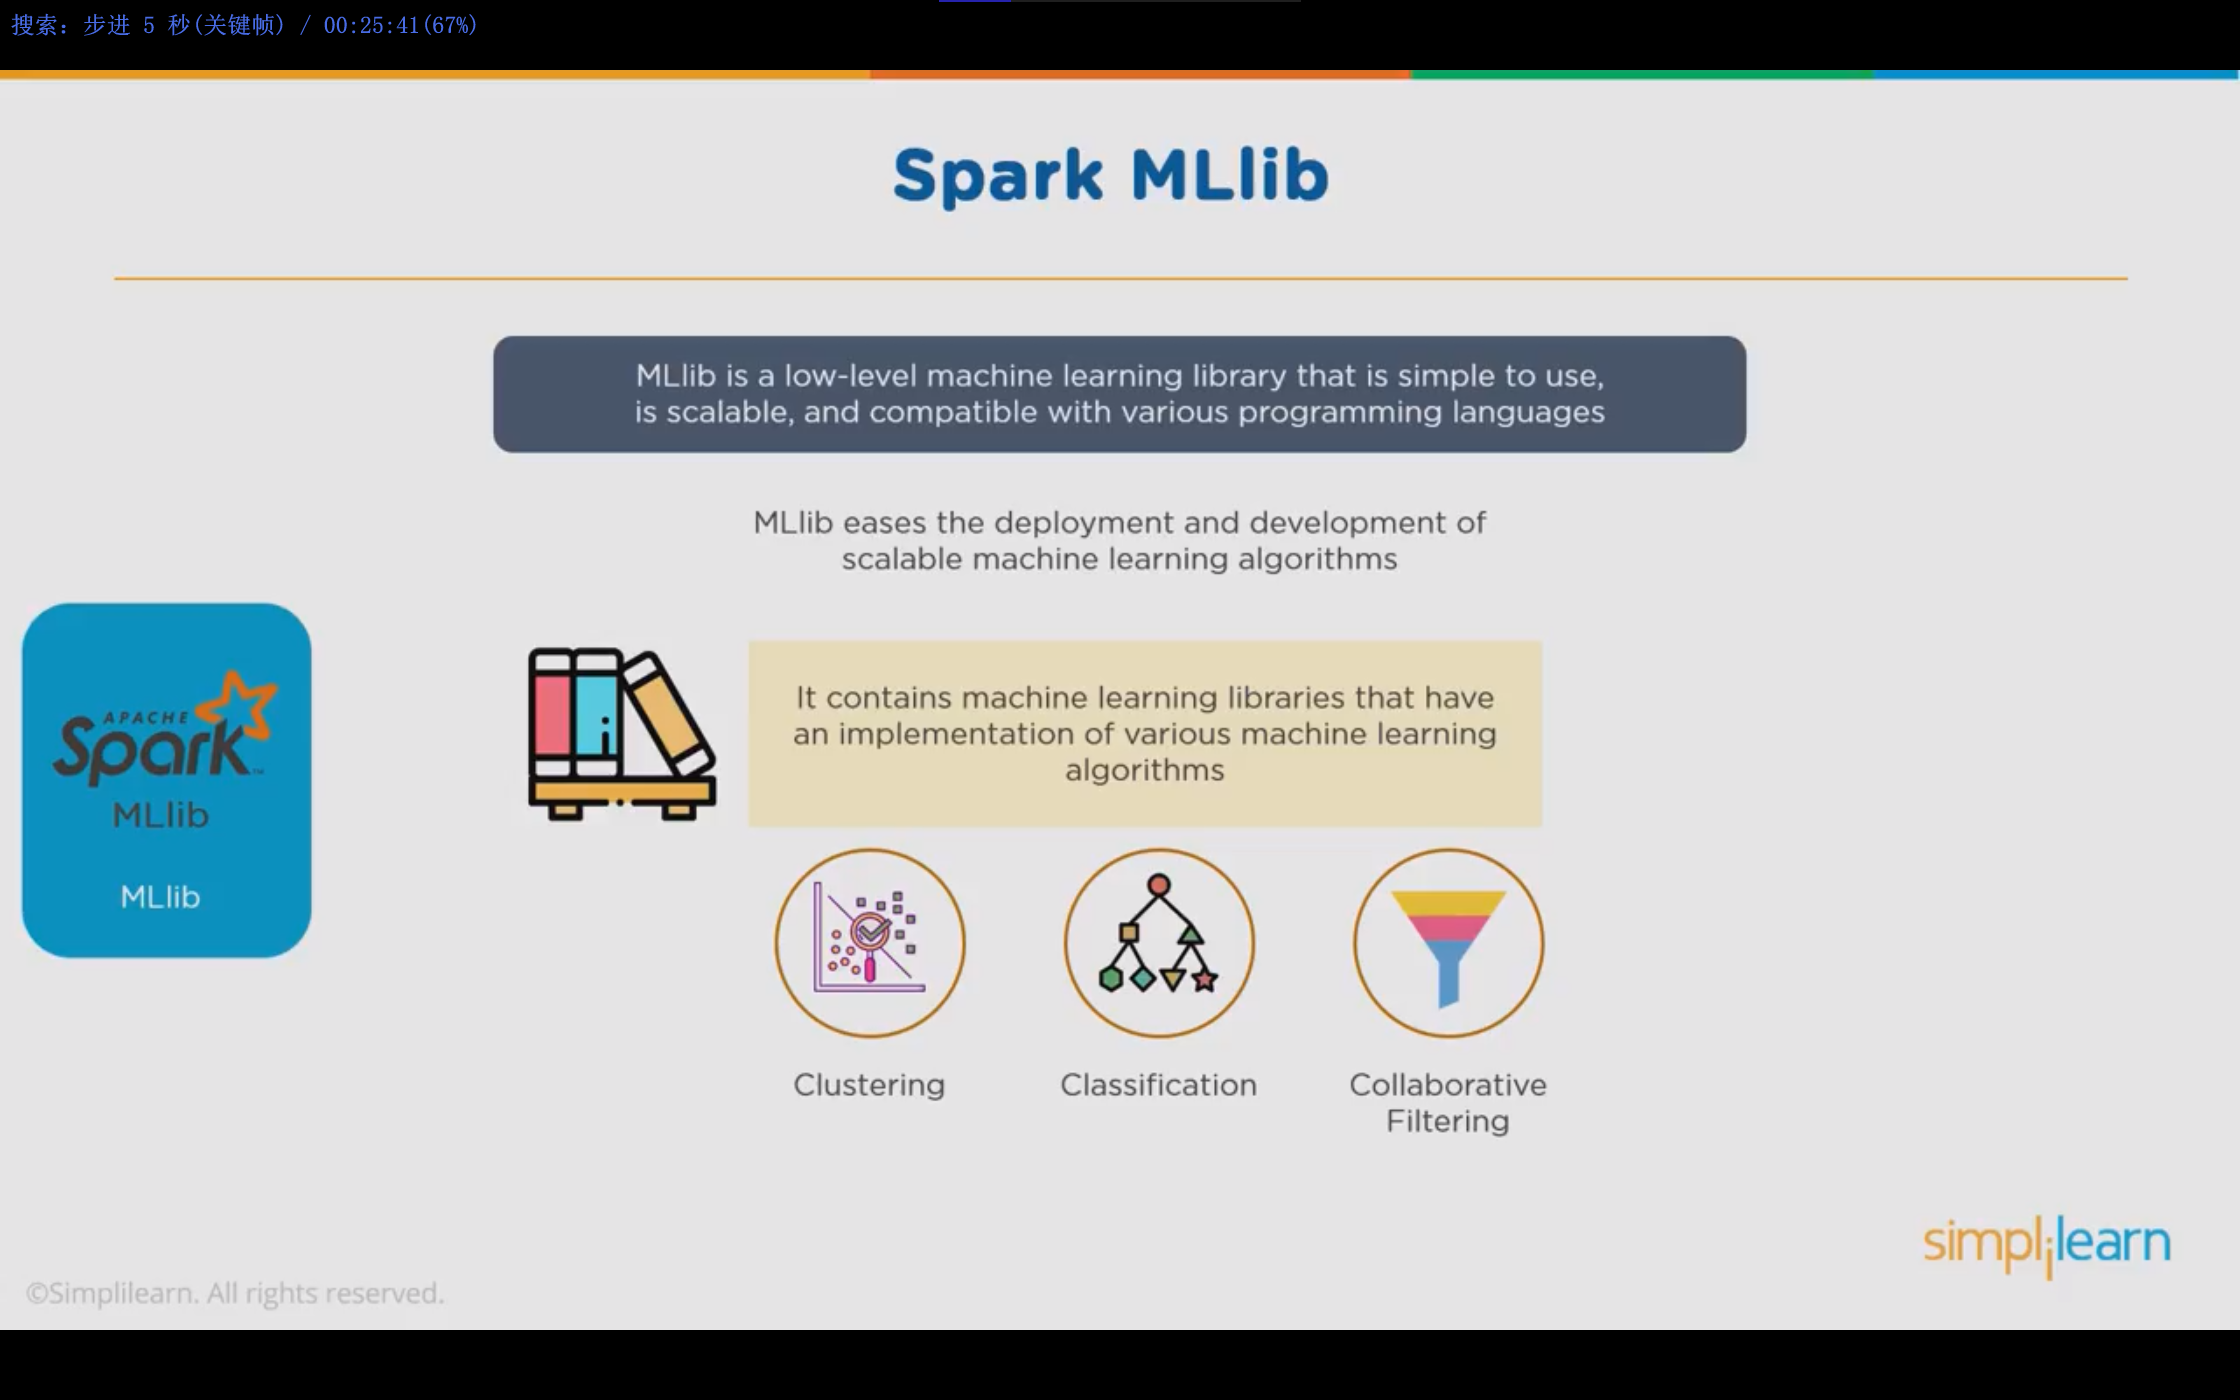 搜索: 步进 5 秒(关键帧) / 00:25:41(67%)
Spark MLlib
MLlib is a low-level machine learning library that is simple to use,
is scalable, and compatible with various programming languages
MLlib eases the deployment and development of
scalable machine learning algorithms
APACHE
Spark™
MLlib
MLlib
It contains machine learning libraries that have
an implementation of various machine learning
algorithms
Clustering
Classification
Collaborative
Filtering
simplilearn
©Simplilearn. All rights reserved.